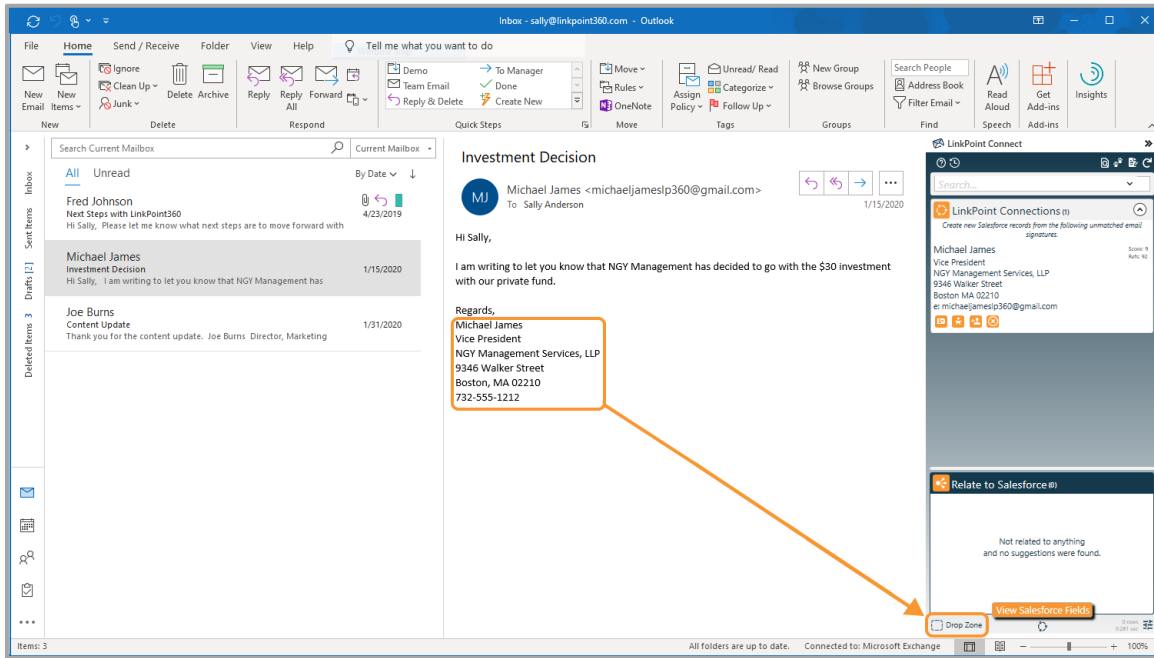 Inbox - sally@linkpoint360.com - Outlook
File Home Send / Receive Folder View Help Tell me what you want to do
New Email
New Items
Ignore
Clean Up
Junk
Delete
Archive
Reply
Reply All
Forward
Demo
Team Email
Reply & Delete
To Manager
Done
Create New
Move
Rules
OneNote
Assign Policy
Unread/ Read
Categorize
Follow Up
New Group
Browse Groups
Search People
Address Book
Filter Email
Read Aloud
Get Add-ins
Insights
New Delete Respond Quick Steps Move Tags Groups Find Speech Add-ins
Inbox
Sent Items
Drafts [2]
Deleted Items 3
Search Current Mailbox Current Mailbox
All Unread By Date
Fred Johnson
Next Steps with LinkPoint360 4/23/2019
Hi Sally, Please let me know what next steps are to move forward with
Michael James
Investment Decision 1/15/2020
Hi Sally, I am writing to let you know that NGY Management has
Joe Burns
Content Update 1/31/2020
Thank you for the content update. Joe Burns Director, Marketing
Investment Decision
MJ
Michael James <michaeljameslp360@gmail.com>
To Sally Anderson 1/15/2020
Hi Sally,
I am writing to let you know that NGY Management has decided to go with the $30 investment
with our private fund.
Regards,
Michael James
Vice President
NGY Management Services, LLP
9346 Walker Street
Boston, MA 02210
732-555-1212
LinkPoint Connect
Search...
LinkPoint Connections (1)
Create new Salesforce records from the following unmatched email
signatures.
Michael James Score: 9
Vice President Refs: 92
NGY Management Services, LLP
9346 Walker Street
Boston MA 02210
e: michaeljameslp360@gmail.com
Relate to Salesforce (0)
Not related to anything
and no suggestions were found.
View Salesforce Fields
Drop Zone
0 rows
0.281 sec
Items: 3 All folders are up to date. Connected to: Microsoft Exchange 100%